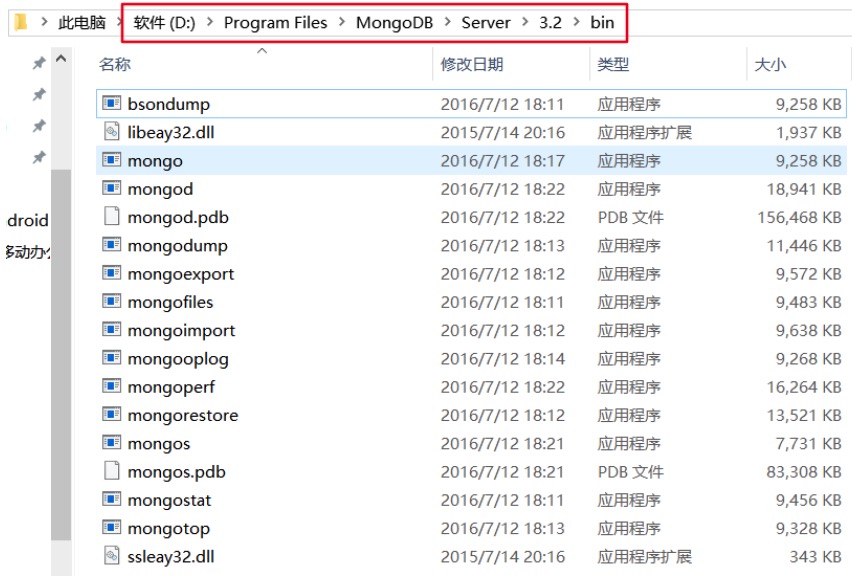 此电脑 软件 (D:) Program Files MongoDB Server 3.2 bin
名称 修改日期 类型 大小
bsondump 2016/7/12 18:11 应用程序 9,258 KB
libeay32.dll 2015/7/14 20:16 应用程序扩展 1,937 KB
mongo 2016/7/12 18:17 应用程序 9,258 KB
mongod 2016/7/12 18:22 应用程序 18,941 KB
mongod.pdb 2016/7/12 18:22 PDB 文件 156,468 KB
droid
mongodump 2016/7/12 18:13 应用程序 11,446 KB
移动办
mongoexport 2016/7/12 18:12 应用程序 9,572 KB
mongofiles 2016/7/12 18:11 应用程序 9,483 KB
mongoimport 2016/7/12 18:12 应用程序 9,638 KB
mongooplog 2016/7/12 18:14 应用程序 9,268 KB
mongoperf 2016/7/12 18:22 应用程序 16,264 KB
mongorestore 2016/7/12 18:12 应用程序 13,521 KB
mongos 2016/7/12 18:21 应用程序 7,731 KB
mongos.pdb 2016/7/12 18:21 PDB 文件 83,308 KB
mongostat 2016/7/12 18:11 应用程序 9,456 KB
mongotop 2016/7/12 18:13 应用程序 9,328 KB
ssleay32.dll 2015/7/14 20:16 应用程序扩展 343 KB